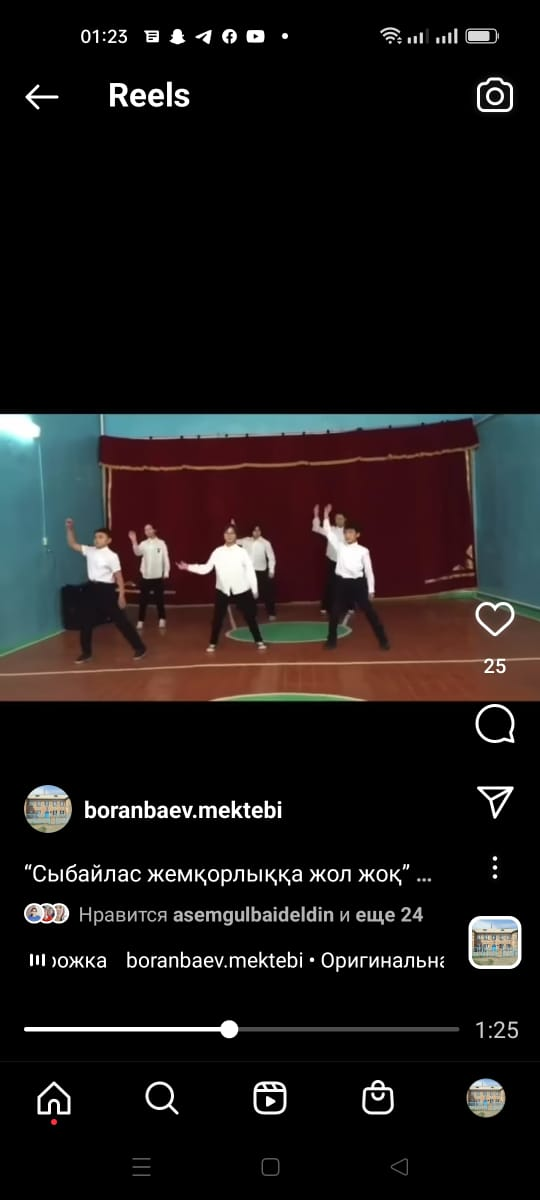 01:23
Reels
25
boranbaev.mektebi
“Сыбайлас жемқорлыққа жол жоқ” ...
Нравится asemgulbaideldin и еще 24
ожка boranbaev.mektebi • Оригинальна
1:25